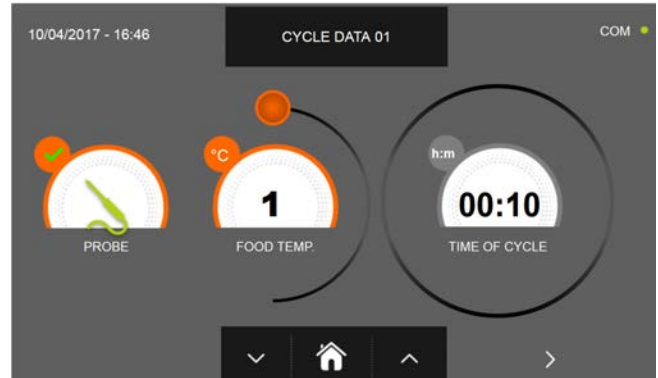 10/04/2017 - 16:46
CYCLE DATA 01
COM
°C
h:m
1
00:10
PROBE
FOOD TEMP.
TIME OF CYCLE